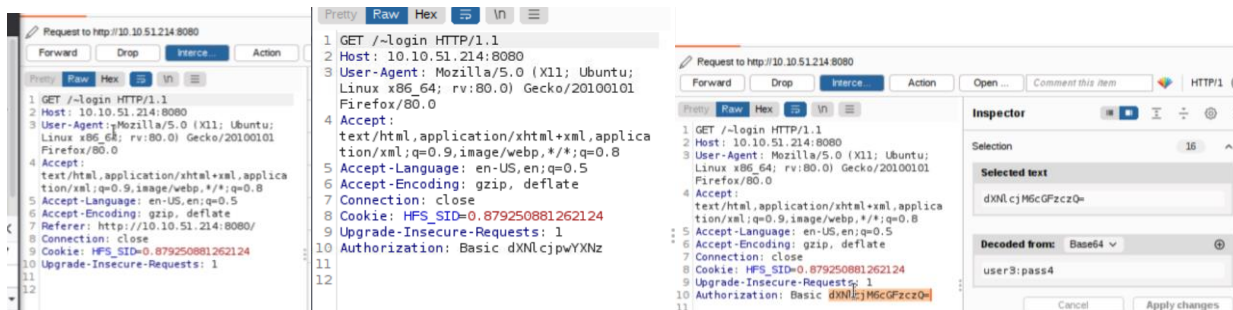 Request to http://10.10.51.214:8080
Forward Drop Interce... Action
Pretty Raw Hex \n
1 GET /~login HTTP/1.1
2 Host: 10.10.51.214:8080
3 User-Agent: Mozilla/5.0 (X11; Ubuntu;
Linux x86_64; rv:80.0) Gecko/20100101
Firefox/80.0
4 Accept:
text/html,application/xhtml+xml,applica
tion/xml;q=0.9,image/webp,*/*;q=0.8
5 Accept-Language: en-US,en;q=0.5
6 Accept-Encoding: gzip, deflate
7 Referer: http://10.10.51.214:8080/
8 Connection: close
9 Cookie: HFS_SID=0.879250881262124
10 Upgrade-Insecure-Requests: 1
11
12
Pretty Raw Hex \n
1 GET /~login HTTP/1.1
2 Host: 10.10.51.214:8080
3 User-Agent: Mozilla/5.0 (X11; Ubuntu;
Linux x86_64; rv:80.0) Gecko/20100101
Firefox/80.0
4 Accept:
text/html,application/xhtml+xml,applica
tion/xml;q=0.9,image/webp,*/*;q=0.8
5 Accept-Language: en-US,en;q=0.5
6 Accept-Encoding: gzip, deflate
7 Connection: close
8 Cookie: HFS_SID=0.879250881262124
9 Upgrade-Insecure-Requests: 1
10 Authorization: Basic dXNlcjpwYXNz
11
12
Request to http://10.10.51.214:8080
Forward Drop Interce... Action Open ... Comment this item HTTP/1
Pretty Raw Hex \n
1 GET /~login HTTP/1.1
2 Host: 10.10.51.214:8080
3 User-Agent: Mozilla/5.0 (X11; Ubuntu;
Linux x86_64; rv:80.0) Gecko/20100101
Firefox/80.0
4 Accept:
text/html,application/xhtml+xml,applica
tion/xml;q=0.9,image/webp,*/*;q=0.8
5 Accept-Language: en-US,en;q=0.5
6 Accept-Encoding: gzip, deflate
7 Connection: close
8 Cookie: HFS_SID=0.879250881262124
9 Upgrade-Insecure-Requests: 1
10 Authorization: Basic dXNlcjM6cGFzczQ=
11
Inspector
Selection 16
Selected text
dXNlcjM6cGFzczQ=
Decoded from: Base64
user3:pass4
Cancel Apply changes